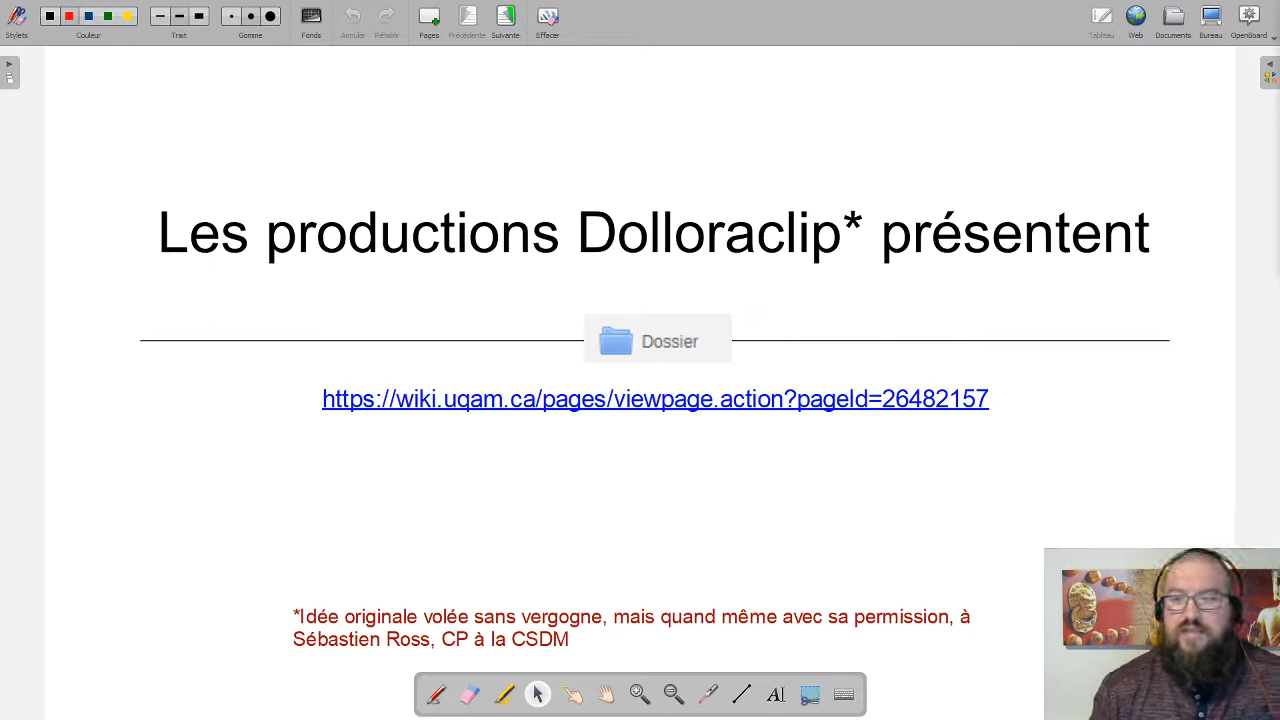 Stylets
Couleur
Trait
Gomme
Fonds
Annuler
Rétablir
Pages
Précédente
Suivante
Effacer
Tableau
Web
Documents
Bureau
OpenBoard
Les productions Dolloraclip* présentent
Dossier
https://wiki.uqam.ca/pages/viewpage.action?pageId=26482157
*Idée originale volée sans vergogne, mais quand même avec sa permission, à
Sébastien Ross, CP à la CSDM
AI